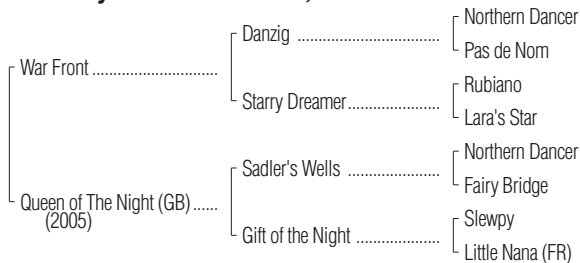 War Front ..............................
Queen of The Night (GB) ......
(2005)
Danzig ..................................
Starry Dreamer......................
Sadler's Wells ......................
Gift of the Night ....................
Northern Dancer
Pas de Nom
Rubiano
Lara's Star
Northern Dancer
Fairy Bridge
Slewpy
Little Nana (FR)